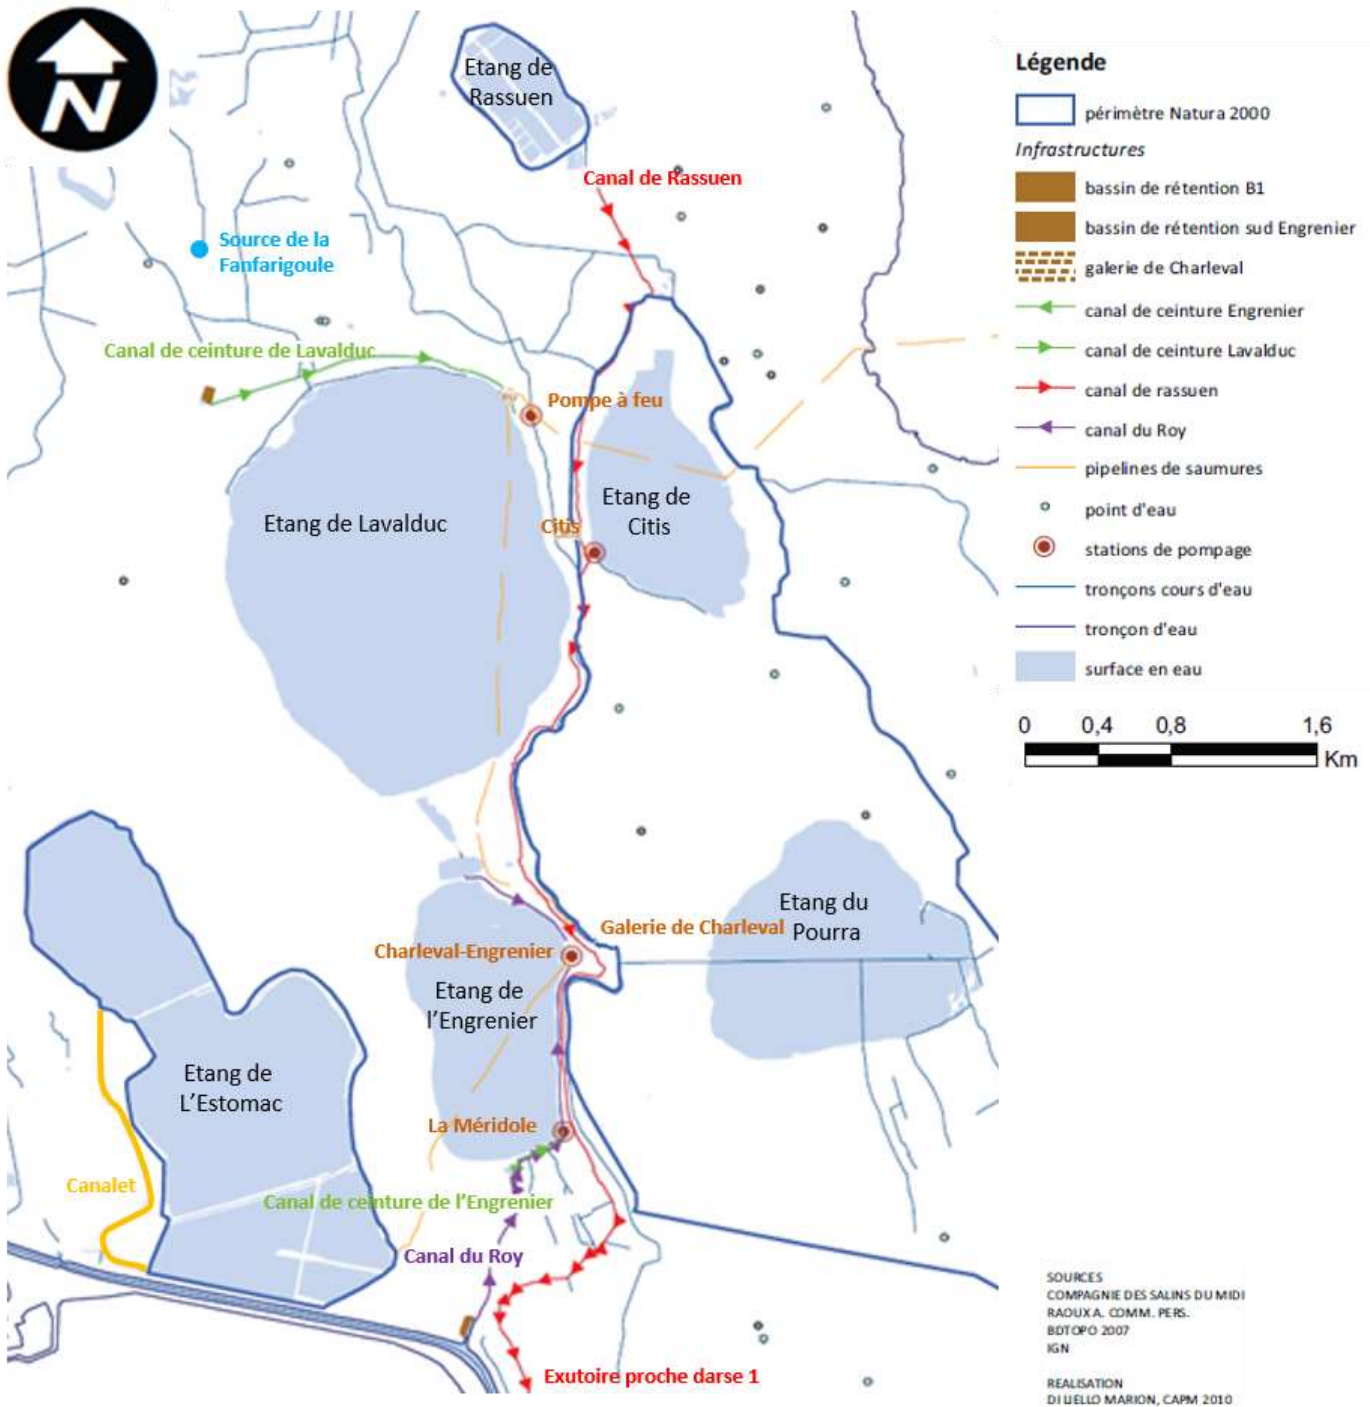 N
Etang de
Rassuen
Canal de Rassuen
Source de la
Fanfarigoule
Canal de ceinture de Lavalduc
Pompe à feu
Etang de Lavalduc
Etang de
Citis
Citis
Etang du
Pourra
Galerie de Charleval
Charleval-Engrenier
Etang de
l'Engrenier
Etang de
L'Estomac
La Méridole
Canalet
Canal de ceinture de l'Engrenier
Canal du Roy
Exutoire proche darse 1
Légende
périmètre Natura 2000
Infrastructures
bassin de rétention B1
bassin de rétention sud Engrenier
galerie de Charleval
canal de ceinture Engrenier
canal de ceinture Lavalduc
canal de rassuen
canal du Roy
pipelines de saumures
point d'eau
stations de pompage
tronçons cours d'eau
tronçon d'eau
surface en eau
0 0,4 0,8 1,6
Km
SOURCES
COMPAGNIE DES SALINS DU MIDI
RAOUX A. COMM. PERS.
BDTOPO 2007
IGN
REALISATION
DI LIELLO MARION, CAPM 2010